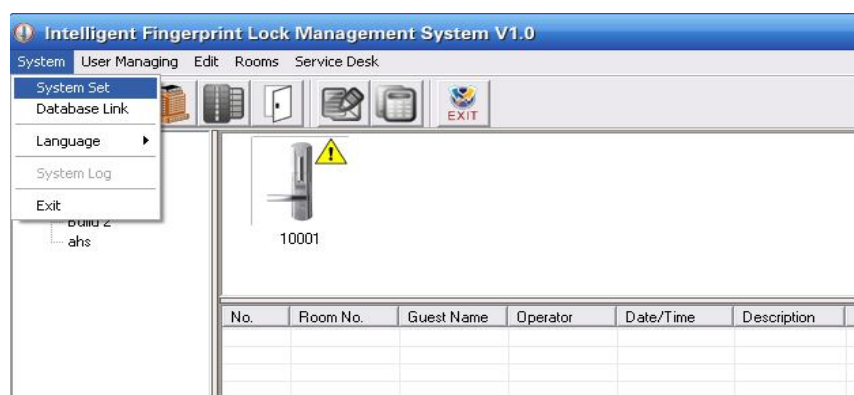 Intelligent Fingerprint Lock Management System V1.0
System User Managing Edit Rooms Service Desk
System Set
Database Link
EXIT
Language
System Log
Exit
Build 2
ahs
10001
No. Room No. Guest Name Operator Date/Time Description